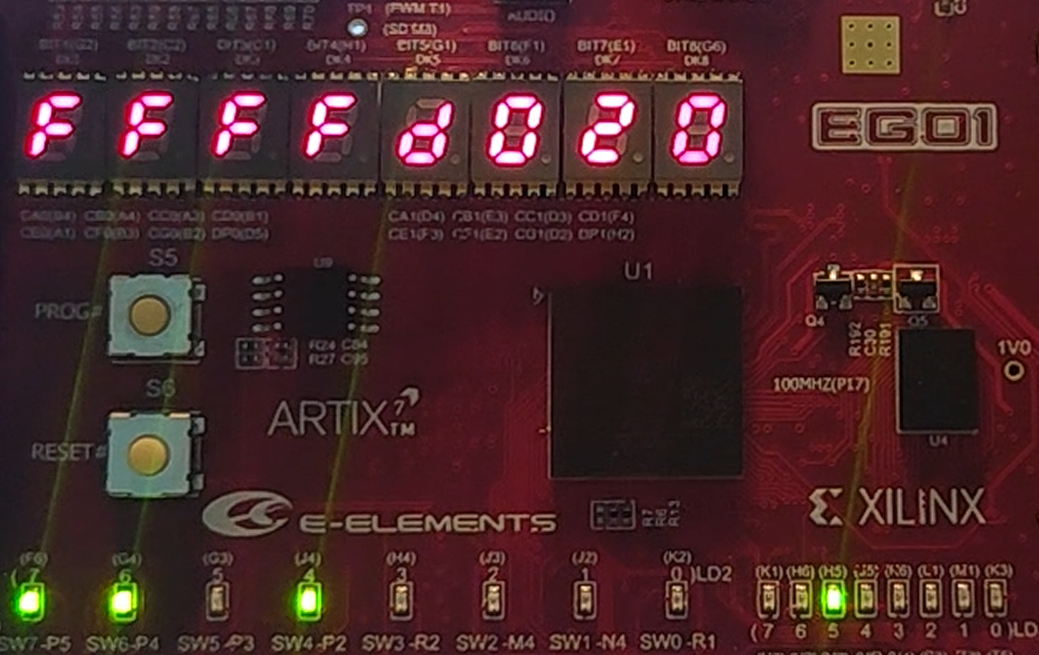 TP1 (PWM T1)
(SD M3)
AUDIO
BIT1(G2) BIT2(C2) BIT3(C1) BIT4(H1) BIT5(G1) BIT6(F1) BIT7(E1) BIT8(G6)
DK1 DK2 DK3 DK4 DK5 DK6 DK7 DK8
F F F F d 0 2 0
EGO1
CA0(B4) CB0(A4) CC0(A3) CD0(B1) CA1(D4) CB1(E3) CC1(D3) CD1(F4)
CE0(A1) CF0(B3) CG0(B2) DP0(D5) CE1(F3) CF1(E2) CG1(D2) DP1(H2)
S5
U9
U1
PROG#
Q4 Q5
R192
C30
R191
R24 C84
R27 C95
1V0
100MHZ(P17)
S6
ARTIX 7 TM
RESET#
U4
E-ELEMENTS
R7
R6
R13
XILINX
(F6) (G4) (G3) (J4) (H4) (J3) (J2) (K2) (K1) (H6) (H5) (J5) (K6) (L1) (M1) (K3)
(7 6 5 4 3 2 1 0)LD2
SW7-P5 SW6-P4 SW5-P3 SW4-P2 SW3-R2 SW2-M4 SW1-N4 SW0-R1 (7 6 5 4 3 2 1 0)LD